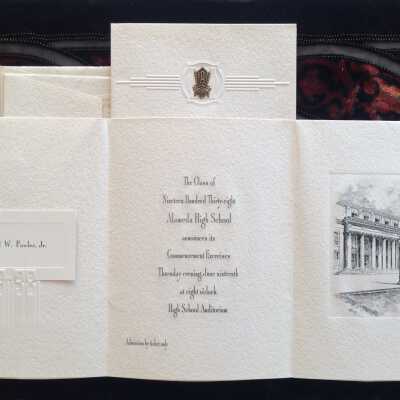 W. Fowler, Jr.
The Class of
Nineteen Hundred Thirty-eight
Alameda High School
announces its
Commencement Exercises
Thursday evening, June sixteenth
at eight o'clock
High School Auditorium
Admission by ticket only